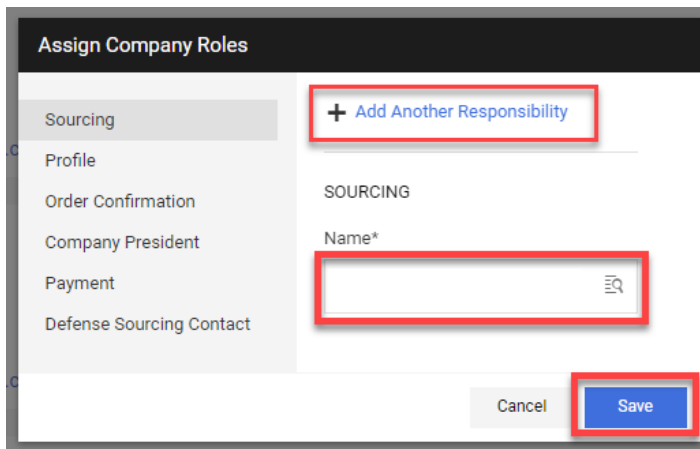 Assign Company Roles
Sourcing
Profile
Order Confirmation
Company President
Payment
Defense Sourcing Contact
+ Add Another Responsibility
SOURCING
Name*
Cancel
Save